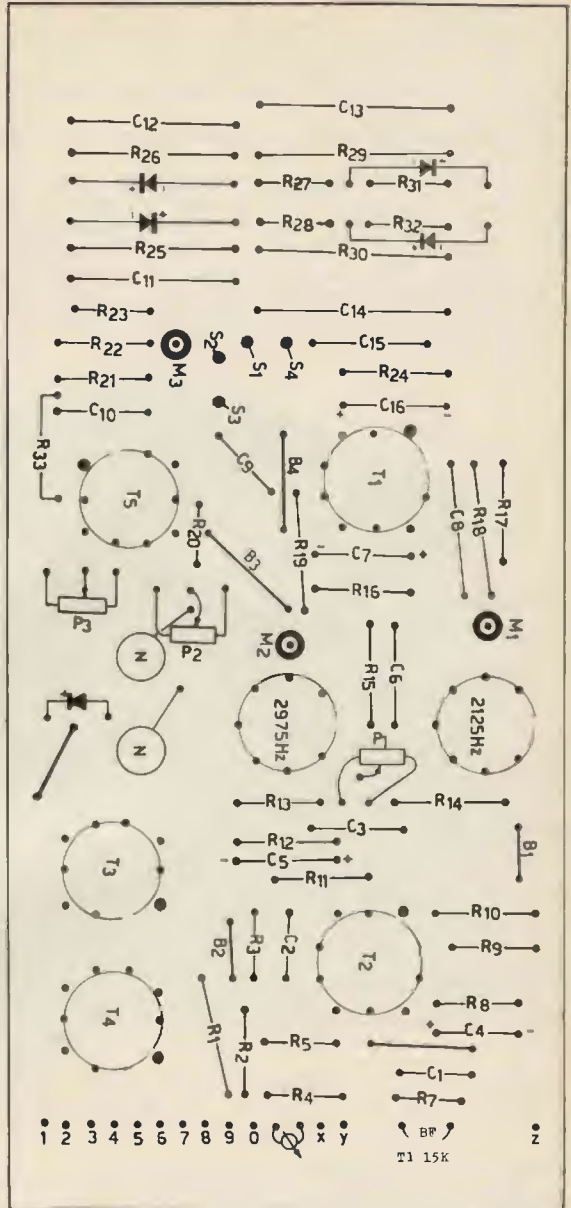 C13
C12
R26 R29
R27 R31
R28 R32
R25 R30
C11
R23 C14
R22 M3 S2 S1 S4 C15
R21 R24
S3
C10 C16
R33
T5 C9 B4 T1 C8 R18 R17
R20 B3 R19 C7
R16
P3 P2 M2 M1
N R15 C6
2975Hz 2125Hz
N P
R13 R14
C3
R12 B1
T3 C5
R11
R10
B2 R3 C2 T2 R9
T4 R8
R1 R2 R5 C4
C1
R4 R7
1 2 3 4 5 6 7 8 9 0 x y BF z
T1 15K